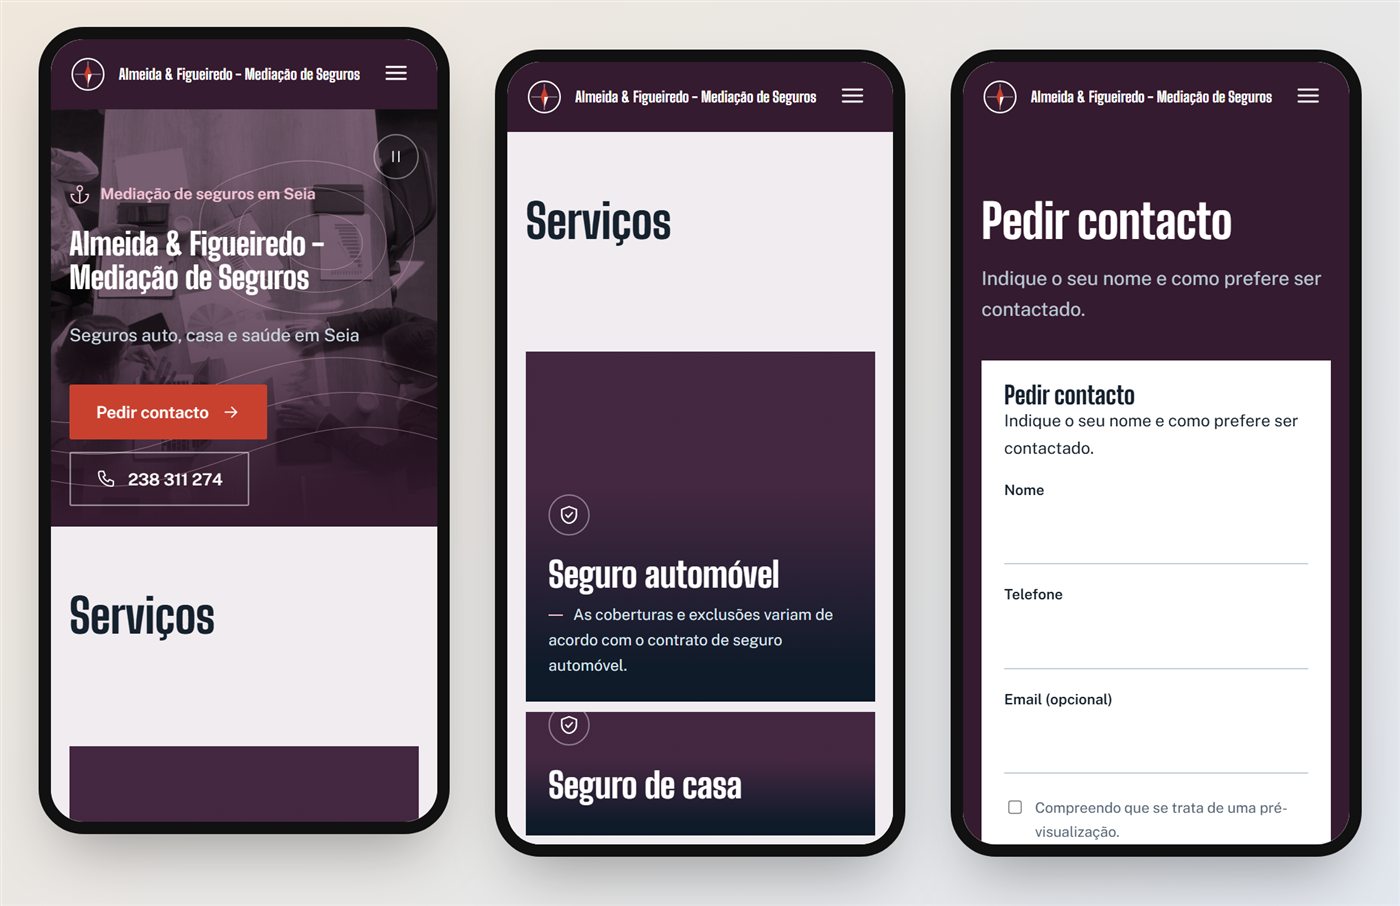 Almeida & Figueiredo – Mediação de Seguros
Mediação de seguros em Seia
Almeida & Figueiredo –
Mediação de Seguros
Seguros auto, casa e saúde em Seia
Pedir contacto
238 311 274
Serviços
Almeida & Figueiredo – Mediação de Seguros
Serviços
Seguro automóvel
— As coberturas e exclusões variam de
acordo com o contrato de seguro
automóvel.
Seguro de casa
Almeida & Figueiredo – Mediação de Seguros
Pedir contacto
Indique o seu nome e como prefere ser
contactado.
Pedir contacto
Indique o seu nome e como prefere ser
contactado.
Nome
Telefone
Email (opcional)
Compreendo que se trata de uma pré-
visualização.